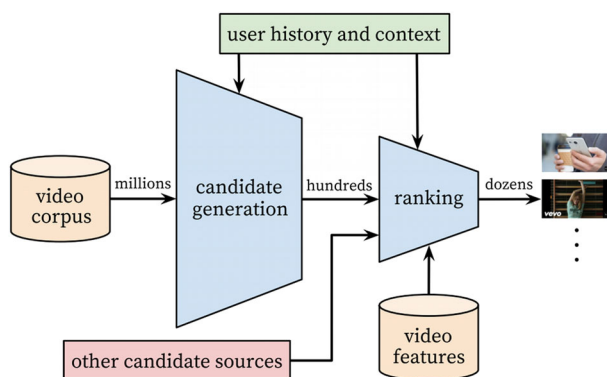 user history and context
video
corpus
millions
candidate
generation
hundreds
ranking
dozens
vevo
other candidate sources
video
features